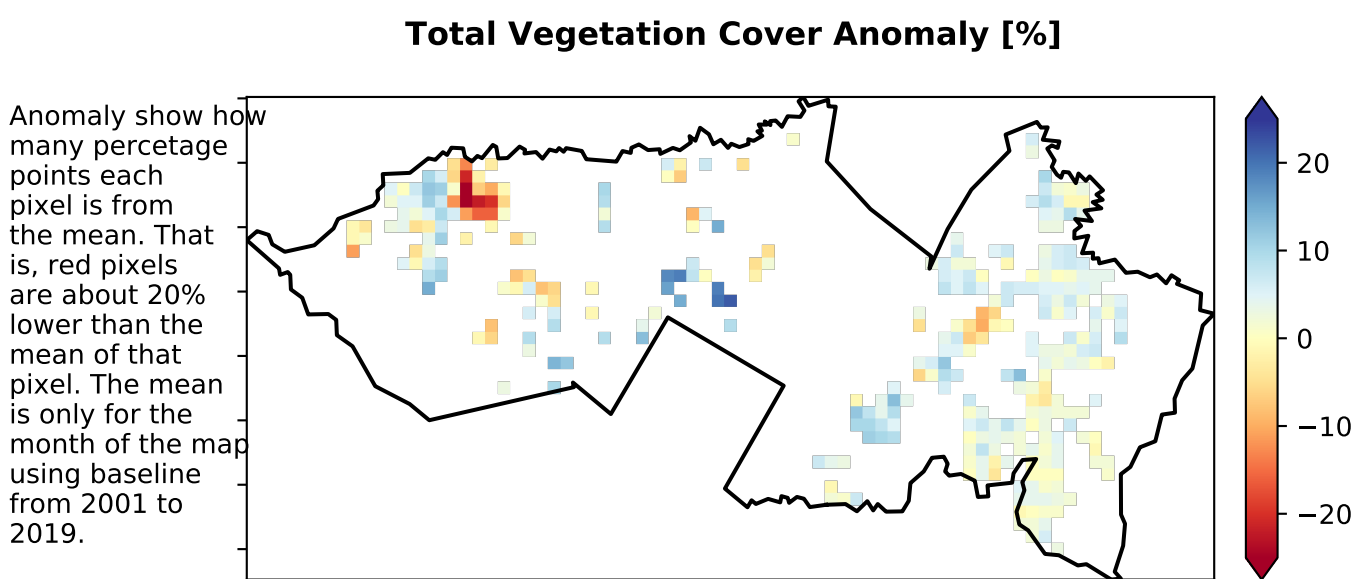 Total Vegetation Cover Anomaly [%]
Anomaly show how
many percetage
points each
pixel is from
the mean. That
is, red pixels
are about 20%
lower than the
mean of that
pixel. The mean
is only for the
month of the map
using baseline
from 2001 to
2019.
20
10
0
−10
−20